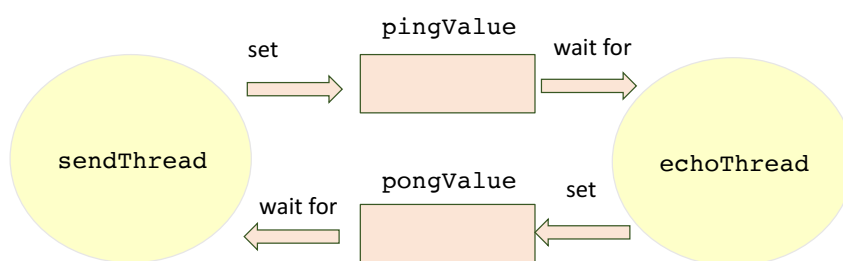 pingValue
set
wait for
sendThread
echoThread
pongValue
set
wait for